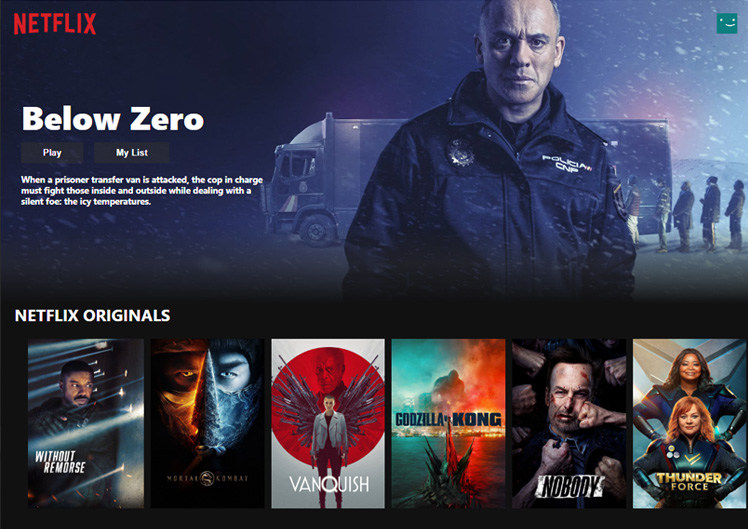 NETFLIX
Below Zero
Play
My List
When a prisoner transfer van is attacked, the cop in charge
must fight those inside and outside while dealing with a
silent foe: the icy temperatures.
POLICIA
CNP
NETFLIX ORIGINALS
WITHOUT
REMORSE
MORTAL KOMBAT
VANQUISH
GODZILLA VS KONG
NOBODY
THUNDER
FORCE